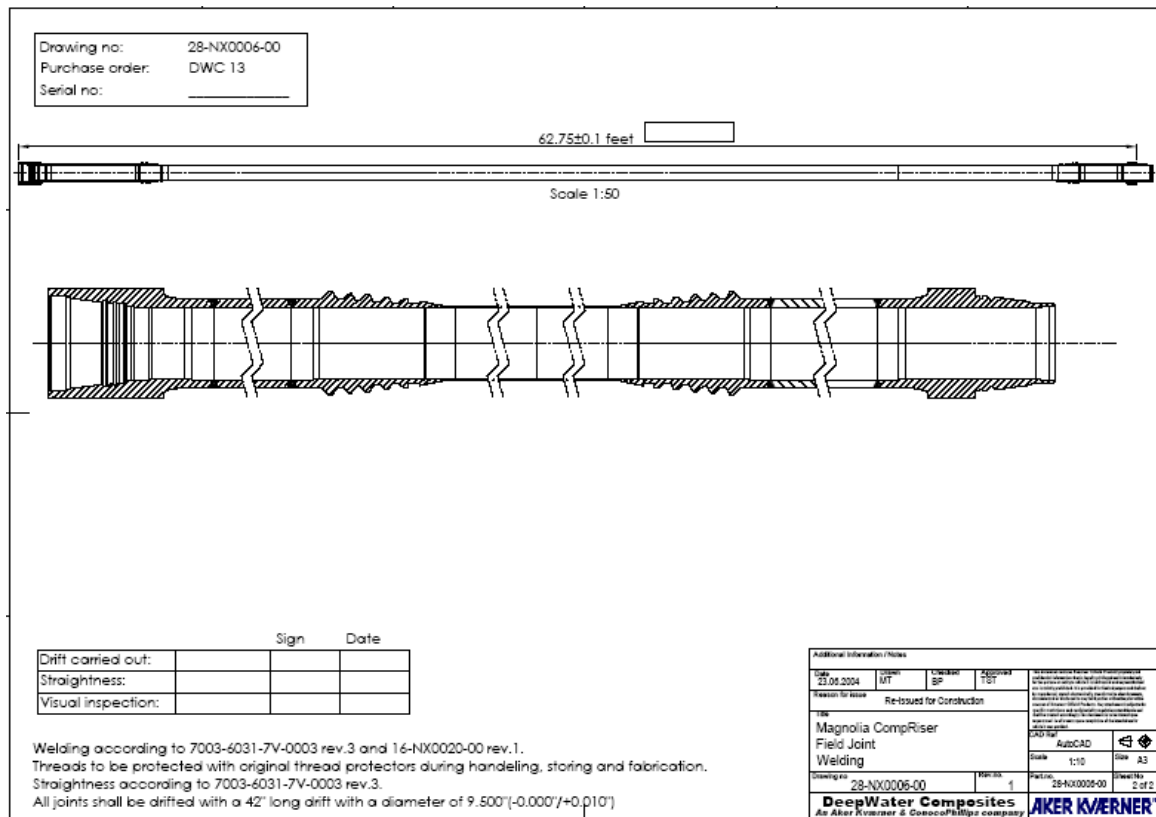 Drawing no: 28-NX0006-00
Purchase order: DWC 13
Serial no:
62.75±0.1 feet
Scale 1:50
Sign Date
Drift carried out:
Straightness:
Visual inspection:
Welding according to 7003-6031-7V-0003 rev.3 and 16-NX0020-00 rev.1.
Threads to be protected with original thread protectors during handeling, storing and fabrication.
Straightness according to 7003-6031-7V-0003 rev.3.
All joints shall be drifted with a 42" long drift with a diameter of 9.500"(-0.000"/+0.010")
Additional Information / Notes
Date Drawn Checked Approved
23.06.2004 MT BP TST
Reason for issue
Re-Issued for Construction
Title
Magnolia CompRiser
Field Joint
Welding
CAD Ref
AutoCAD
Scale 1:10
Size A3
Drawing no 28-NX0006-00
Rev.no. 1
Part.no. 28-NX0006-00
Sheet No 2 of 2
DeepWater Composites
An Aker Kvaerner & ConocoPhillips company
AKER KVÆRNER